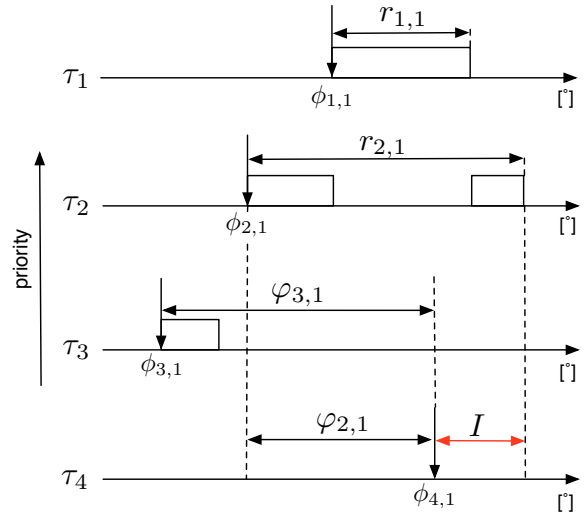 r₁,₁
τ₁
ϕ₁,₁
[°]
r₂,₁
τ₂
ϕ₂,₁
[°]
priority
φ₃,₁
τ₃
ϕ₃,₁
[°]
φ₂,₁
I
τ₄
ϕ₄,₁
[°]